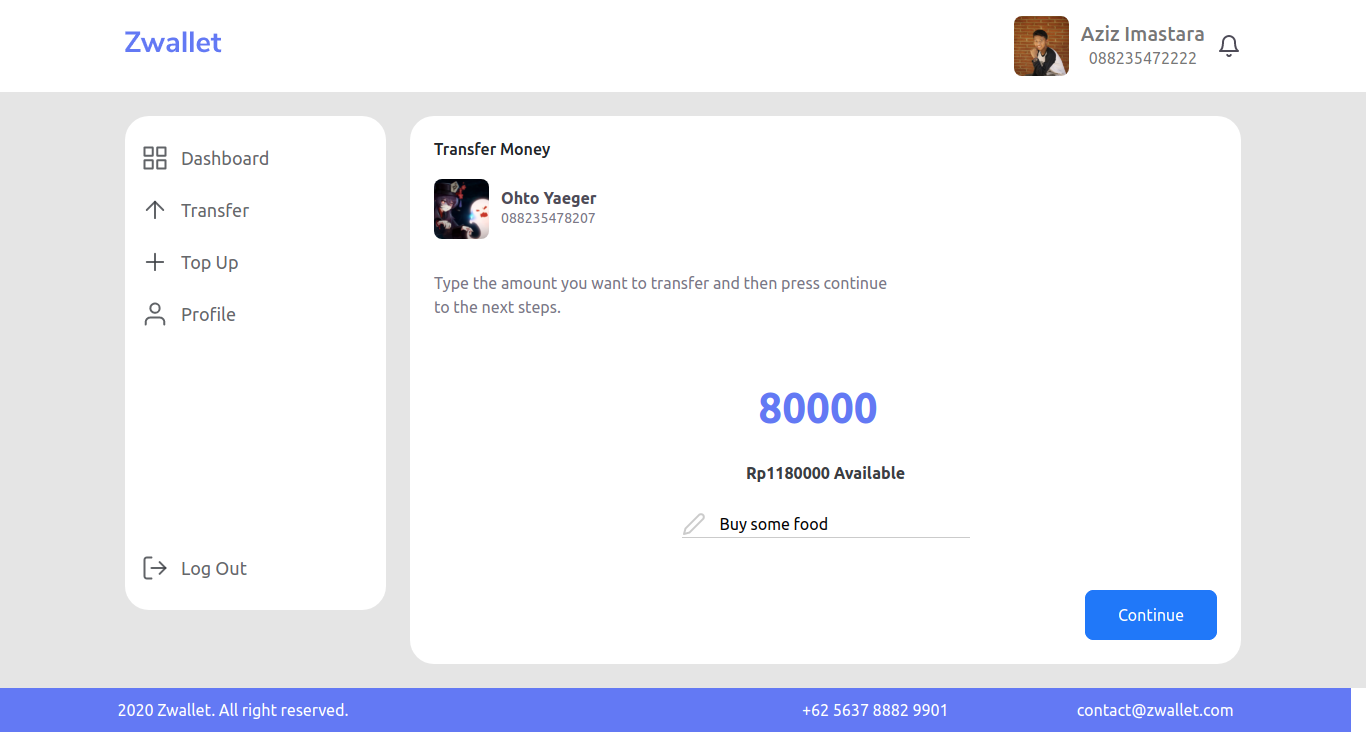 Zwallet
Aziz Imastara
088235472222
Dashboard
Transfer
Top Up
Profile
Log Out
Transfer Money
Ohto Yaeger
088235478207
Type the amount you want to transfer and then press continue
to the next steps.
80000
Rp1180000 Available
Buy some food
Continue
2020 Zwallet. All right reserved.
+62 5637 8882 9901
contact@zwallet.com